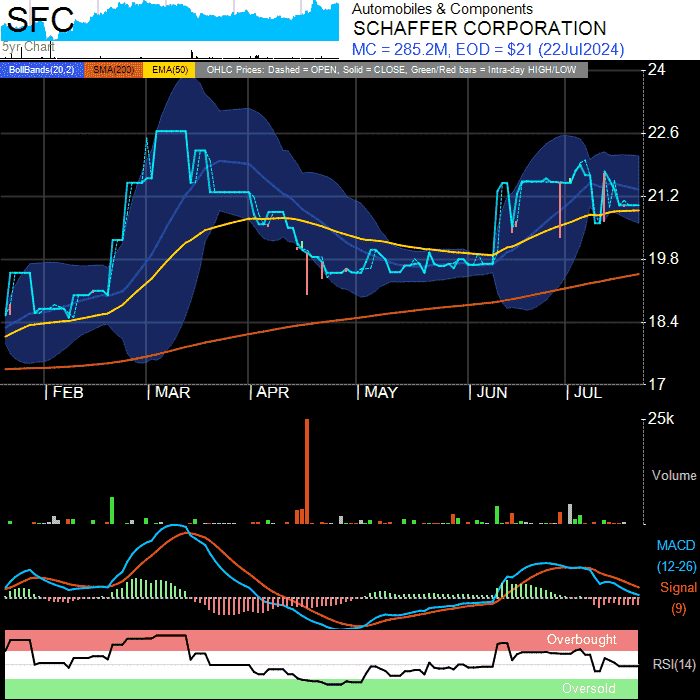 SFC
5yr Chart
Automobiles & Components
SCHAFFER CORPORATION
MC = 285.2M, EOD = $21 (22Jul2024)
BollBands(20,2) SMA(200) EMA(50) OHLC Prices: Dashed = OPEN, Solid = CLOSE, Green/Red bars = Intra-day HIGH/LOW
24
22.6
21.2
19.8
18.4
17
FEB MAR APR MAY JUN JUL
25k
Volume
MACD
(12-26)
Signal
(9)
Overbought
RSI(14)
Oversold